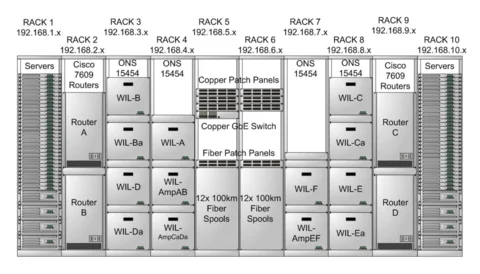 RACK 1
192.168.1.x
RACK 2
192.168.2.x
RACK 3
192.168.3.x
RACK 4
192.168.4.x
RACK 5
192.168.5.x
RACK 6
192.168.6.x
RACK 7
192.168.7.x
RACK 8
192.168.8.x
RACK 9
192.168.9.x
RACK 10
192.168.10.x
Servers
Cisco
7609
Routers
Router
A
Router
B
ONS
15454
WIL-B
WIL-Ba
WIL-D
WIL-Da
ONS
15454
WIL-A
WIL-
AmpAB
WIL-
AmpCaDa
Copper Patch Panels
Copper GbE Switch
Fiber Patch Panels
12x 100km
Fiber
Spools
12x 100km
Fiber
Spools
ONS
15454
WIL-F
WIL-
AmpEF
ONS
15454
WIL-C
WIL-Ca
WIL-E
WIL-Ea
Cisco
7609
Routers
Router
C
Router
D
Servers